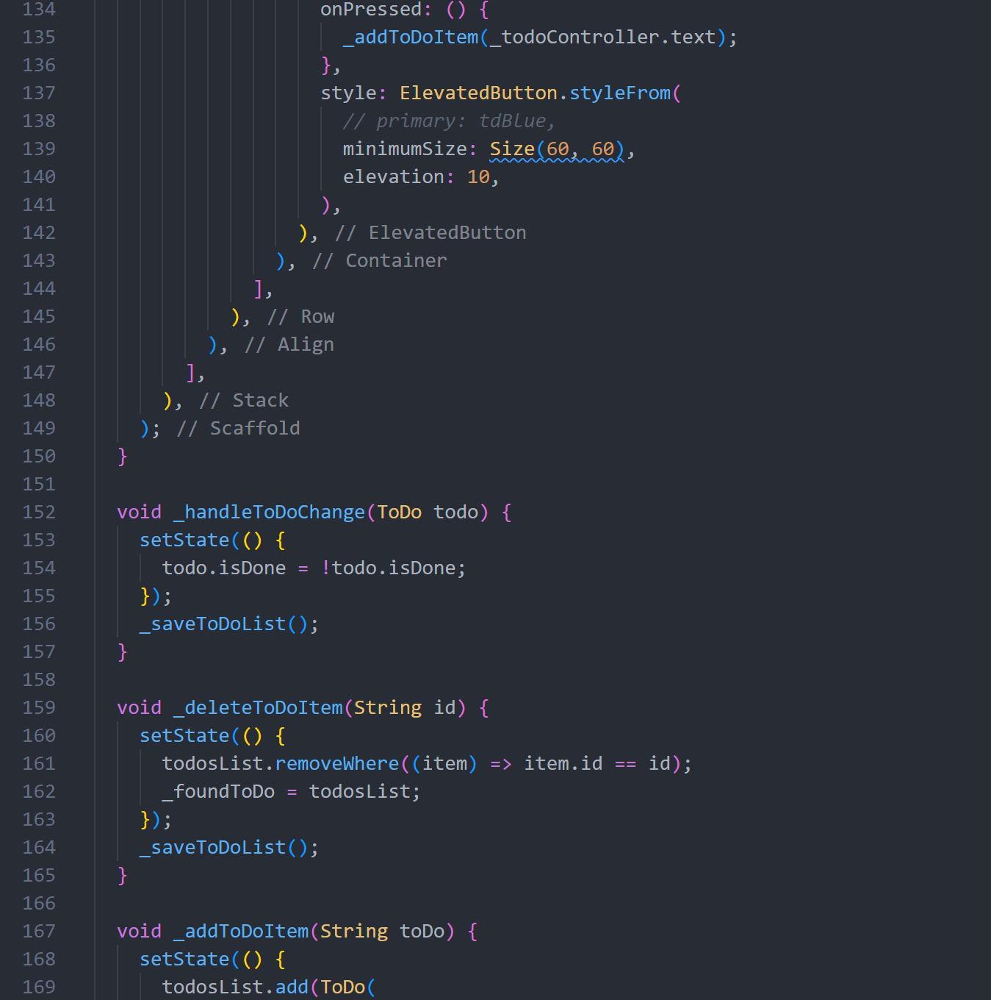 134 onPressed: () {
135 _addToDoItem(_todoController.text);
136 },
137 style: ElevatedButton.styleFrom(
138 // primary: tdBlue,
139 minimumSize: Size(60, 60),
140 elevation: 10,
141 ),
142 ), // ElevatedButton
143 ), // Container
144 ],
145 ), // Row
146 ), // Align
147 ],
148 ), // Stack
149 ); // Scaffold
150 }
151
152 void _handleToDoChange(ToDo todo) {
153 setState(() {
154 todo.isDone = !todo.isDone;
155 });
156 _saveToDoList();
157 }
158
159 void _deleteToDoItem(String id) {
160 setState(() {
161 todosList.removeWhere((item) => item.id == id);
162 _foundToDo = todosList;
163 });
164 _saveToDoList();
165 }
166
167 void _addToDoItem(String toDo) {
168 setState(() {
169 todosList.add(ToDo(